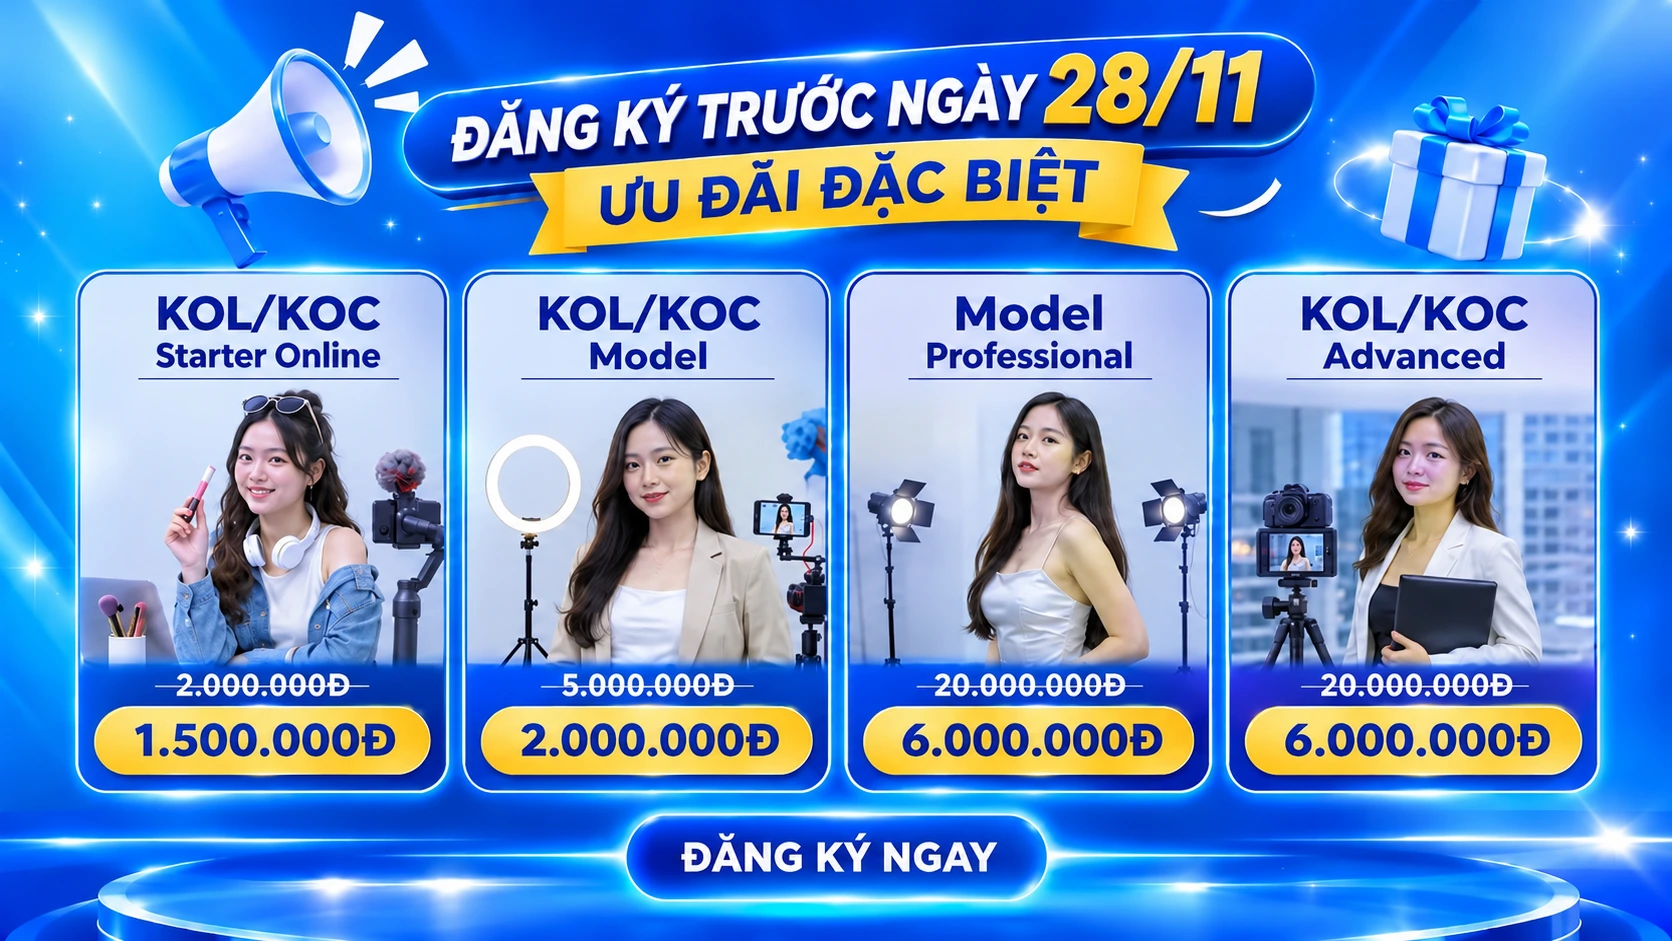 ĐĂNG KÝ TRƯỚC NGÀY 28/11
ƯU ĐÃI ĐẶC BIỆT
KOL/KOC
Starter Online
2.000.000Đ
1.500.000Đ
KOL/KOC
Model
5.000.000Đ
2.000.000Đ
Model
Professional
20.000.000Đ
6.000.000Đ
KOL/KOC
Advanced
20.000.000Đ
6.000.000Đ
ĐĂNG KÝ NGAY